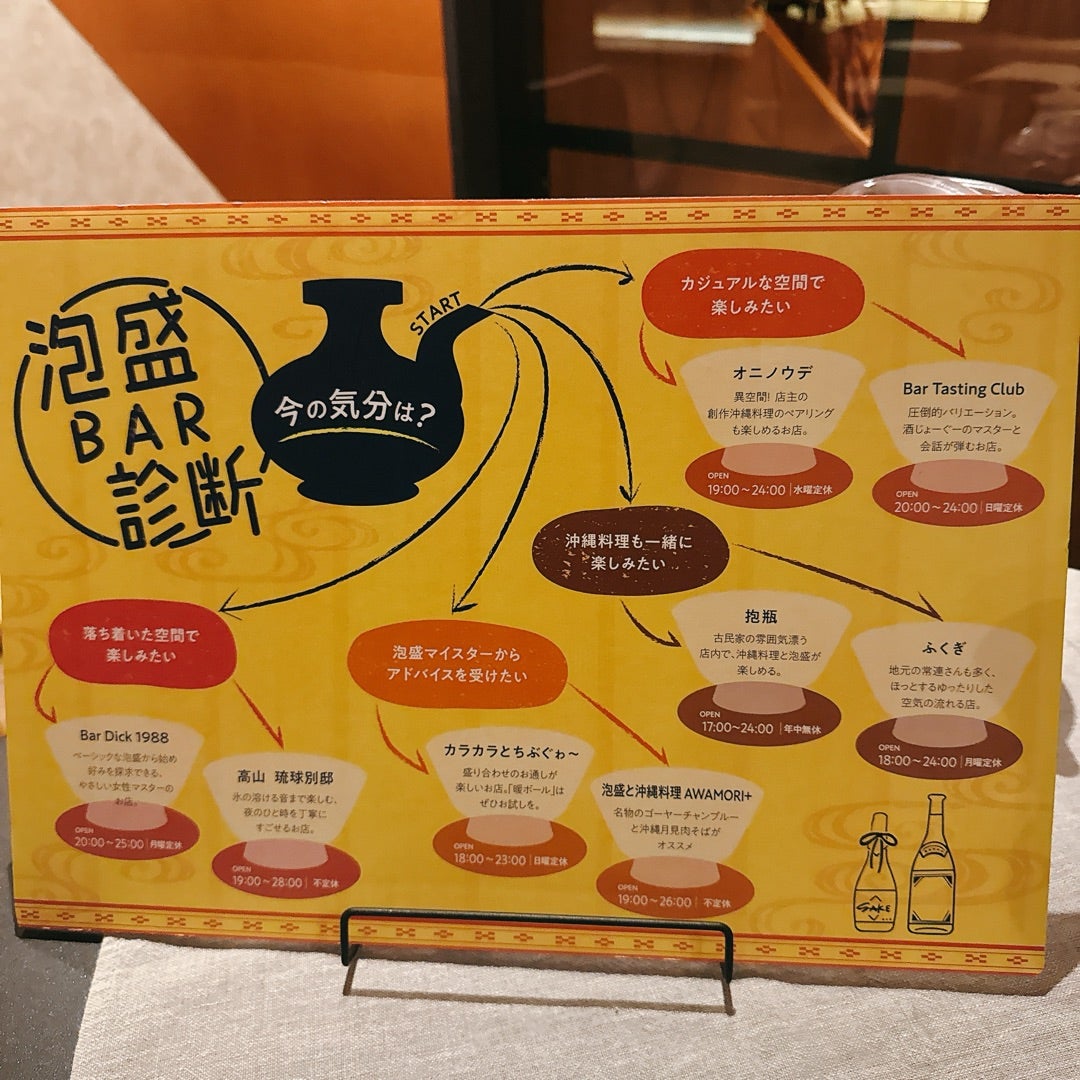 泡盛
BAR
診断
今の気分は?
START
カジュアルな空間で
楽しみたい
オニノウデ
異空間! 店主の
創作沖縄料理のペアリング
も楽しめるお店。
OPEN
19:00~24:00 | 水曜定休
Bar Tasting Club
圧倒的バリエーション。
酒じょーぐーのマスターと
会話が弾むお店。
OPEN
20:00~24:00 | 日曜定休
沖縄料理も一緒に
楽しみたい
抱瓶
古民家の雰囲気漂う
店内で、沖縄料理と泡盛が
楽しめる。
OPEN
17:00~24:00 | 年中無休
ふくぎ
地元の常連さんも多く、
ほっとするゆったりした
空気の流れる店。
OPEN
18:00~24:00 | 月曜定休
落ち着いた空間で
楽しみたい
Bar Dick 1988
ベーシックな泡盛から始め
好みを探求できる、
やさしい女性マスターの
お店。
OPEN
20:00~25:00 | 月曜定休
高山 琉球別邸
氷の溶ける音まで楽しむ、
夜のひと時を丁寧に
すごせるお店。
OPEN
19:00~28:00 | 不定休
泡盛マイスターから
アドバイスを受けたい
カラカラとちぶぐゎ~
盛り合わせのお通しが
楽しいお店。「暖ボール」は
ぜひお試しを。
OPEN
18:00~23:00 | 日曜定休
泡盛と沖縄料理 AWAMORI+
名物のゴーヤーチャンプルー
と沖縄月見肉そばが
オススメ
OPEN
19:00~26:00 | 不定休
SAKE